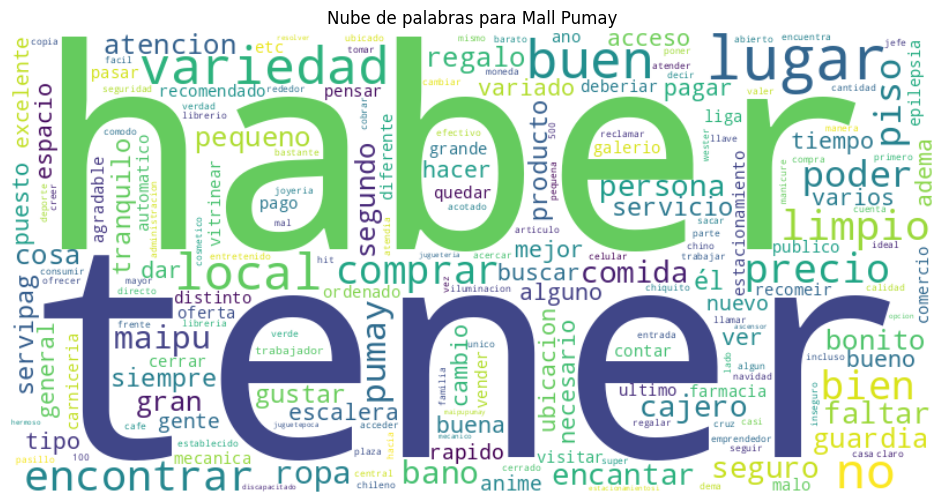 Nube de palabras para Mall Pumay
excelente
copia
facil
etc
resolver
ubicado
tomar
regalo
mismo
barato
ano
poner
acceso
abierto
encuentra
jefe
atencion
variedad
buen
lugar
piso
epilepsia
pasar
seguridad
recomendado
pensar
moneda
cambiar
decir
deberiar
pagar
valer
cantidad
variado
espacio
verdad
rededor
librerio
cobrar
atender
liga
manera
puesto
haber
comodo
pequeno
efectivo
500
reclamar
llave
tiempo
compra
primero
grande
bastante
galerio
wester
adema
creer
deporte
agradable
tranquilo
automatico
administracion
vitrinear
joyeria
hacer
producto
persona
manicure
poder
diferente
segundo
pago
quedar
pequena
servicio
sacar
varios
mal
acotado
articulo
parte
cuenta
limpio
cosa
cosmetico
entretenido
atendia
jugueteria
mejor
estacionamiento
chino
trabajar
publico
ideal
consumir
mayor
dar
local
hit
comprar
acercar
buscar
celular
comida
él
precio
calidad
comercio
ofrecer
directo
ordenado
vez
iluminacion
alguno
chiquito
nuevo
recomeir
servipag
distinto
oferta
tener
entrada
llamar
opcion
general
frente
libreria
verde
unico
ascensor
maipu
pumay
ver
bonito
carniceria
cerrar
trabajador
cambio
vender
ubicacion
necesario
contar
lado
algun
incluso
bueno
siempre
gustar
familia
ultimo
farmacia
navidad
bien
gran
escalera
maipupumay
buena
regalar
cajero
inseguro
faltar
hermoso
cafe
gente
juguetepoca
acceder
mecanico
cruz
casi
emprendedor
guardia
tipo
100
establecido
plaza
hacia
rapido
visitar
cerrado
super
seguir
casa
claro
pasillo
mecanica
central
encontrar
ropa
chileno
bano
anime
encantar
seguro
malo
no
discapacitado
dema